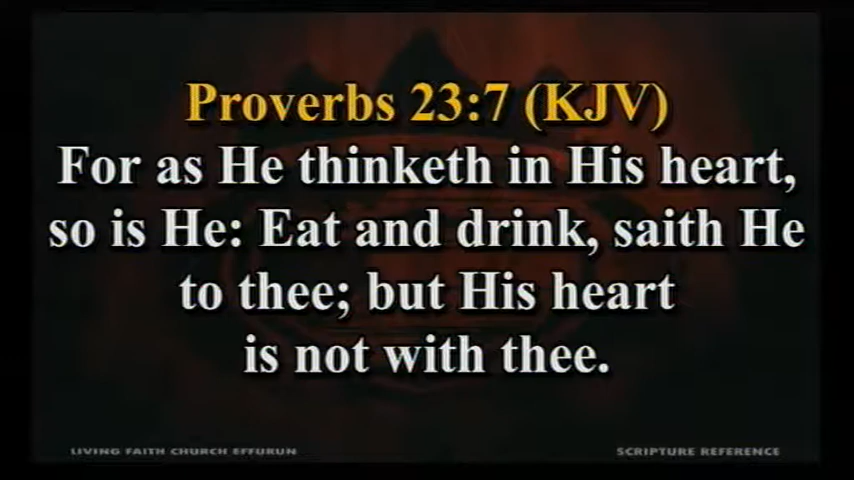 Proverbs 23:7 (KJV)
For as He thinketh in His heart,
so is He: Eat and drink, saith He
to thee; but His heart
is not with thee.
LIVING FAITH CHURCH EFFURUN
SCRIPTURE REFERENCE